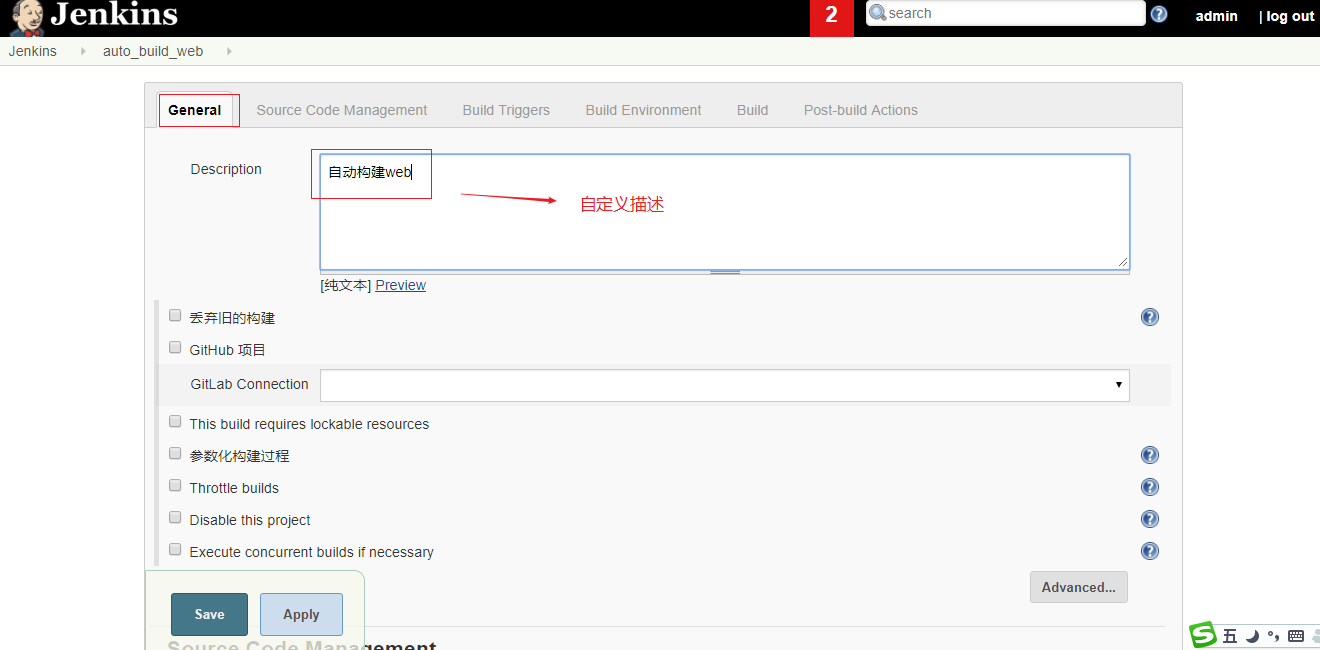 Jenkins
2
search
admin
| log out
Jenkins
auto_build_web
General
Source Code Management
Build Triggers
Build Environment
Build
Post-build Actions
Description
自动构建web
自定义描述
[纯文本] Preview
丢弃旧的构建
GitHub 项目
GitLab Connection
This build requires lockable resources
参数化构建过程
Throttle builds
Disable this project
Execute concurrent builds if necessary
Advanced...
Save
Apply
Source Code Management
S 五